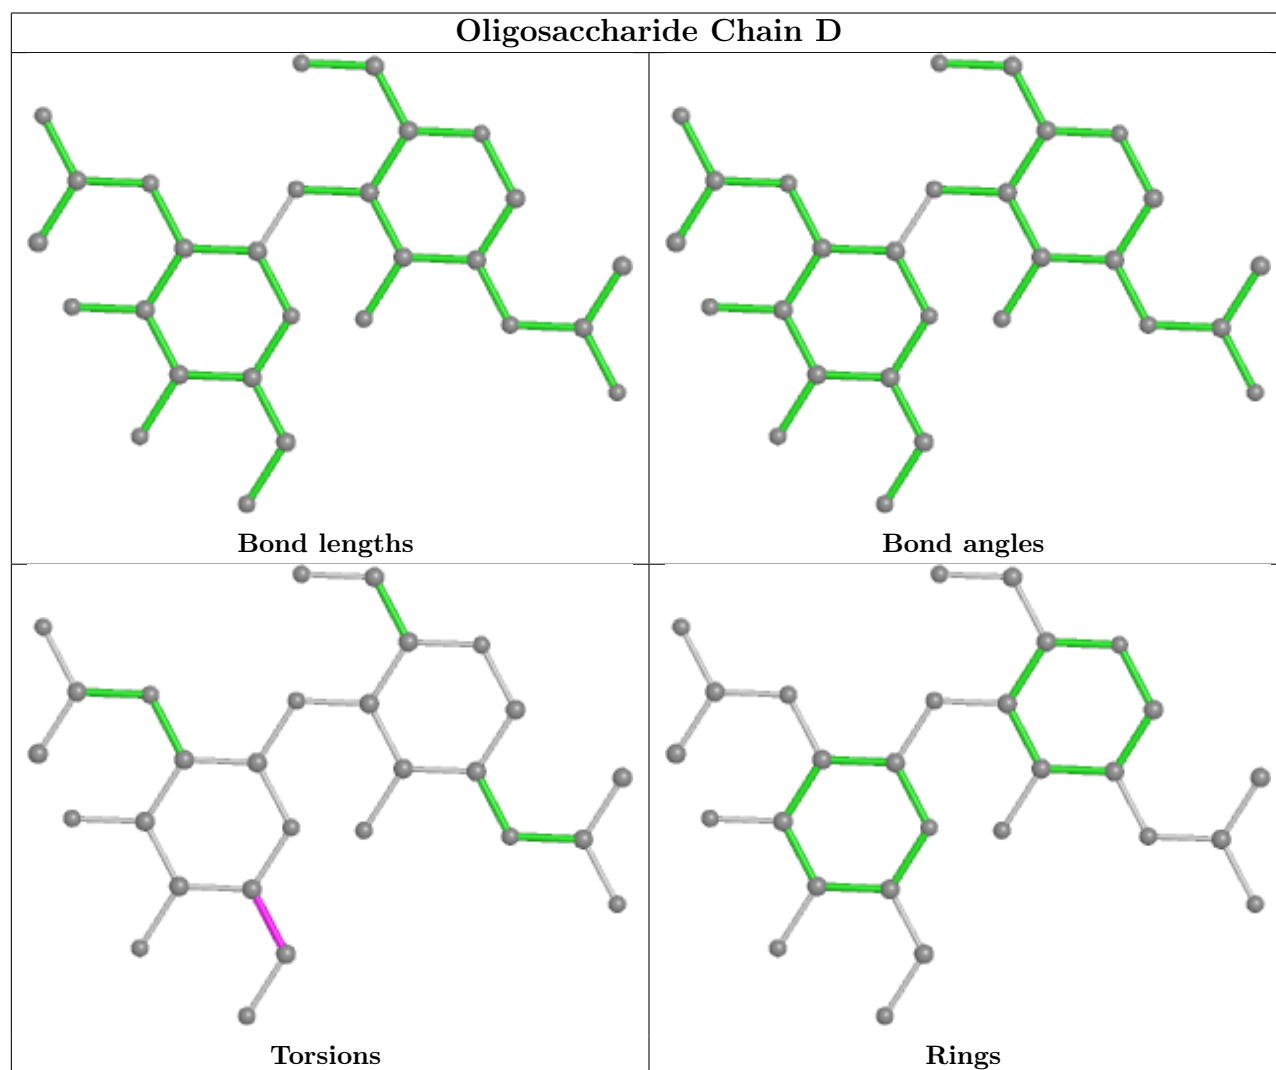 Oligosaccharide Chain D
Bond lengths
Bond angles
Torsions
Rings